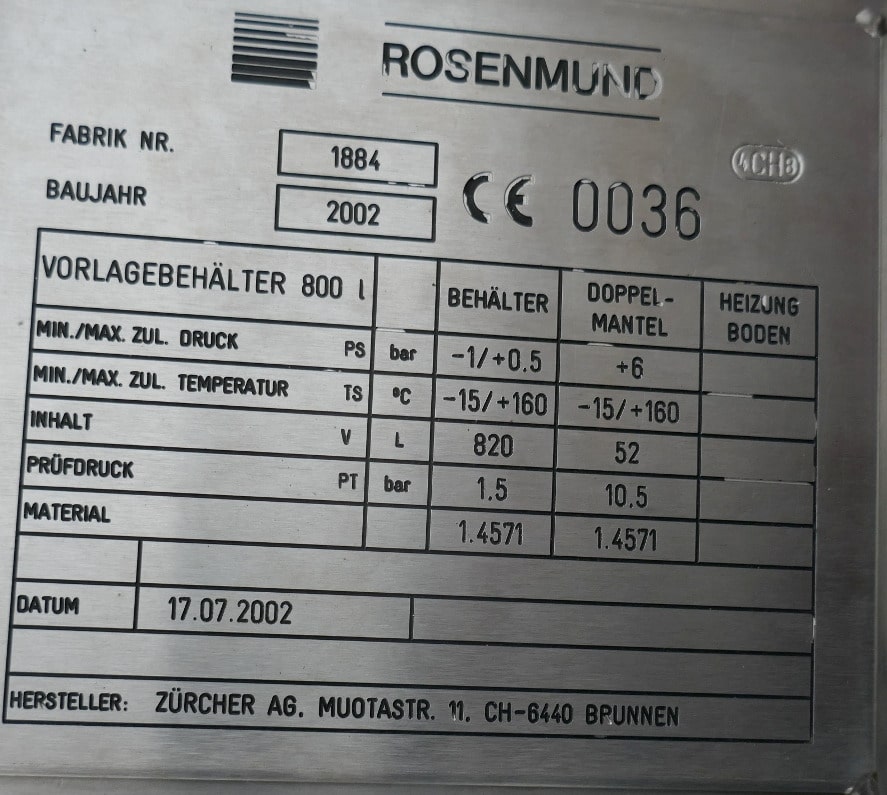 ROSENMUND
FABRIK NR. 1884
BAUJAHR 2002
CE 0036
4CH8
VORLAGEBEHÄLTER 800 l BEHÄLTER DOPPEL-MANTEL HEIZUNG BODEN
MIN./MAX. ZUL. DRUCK PS bar -1/+0.5 +6
MIN./MAX. ZUL. TEMPERATUR TS °C -15/+160 -15/+160
INHALT V L 820 52
PRÜFDRUCK PT bar 1.5 10.5
MATERIAL 1.4571 1.4571
DATUM 17.07.2002
HERSTELLER: ZÜRCHER AG. MUOTASTR. 11. CH-6440 BRUNNEN